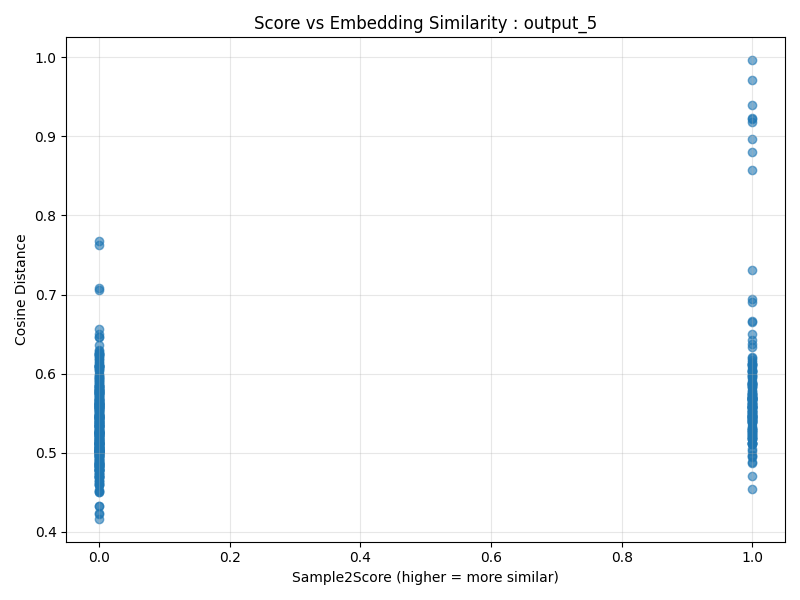 Score vs Embedding Similarity : output_5
Cosine Distance
1.0
0.9
0.8
0.7
0.6
0.5
0.4
0.0 0.2 0.4 0.6 0.8 1.0
Sample2Score (higher = more similar)